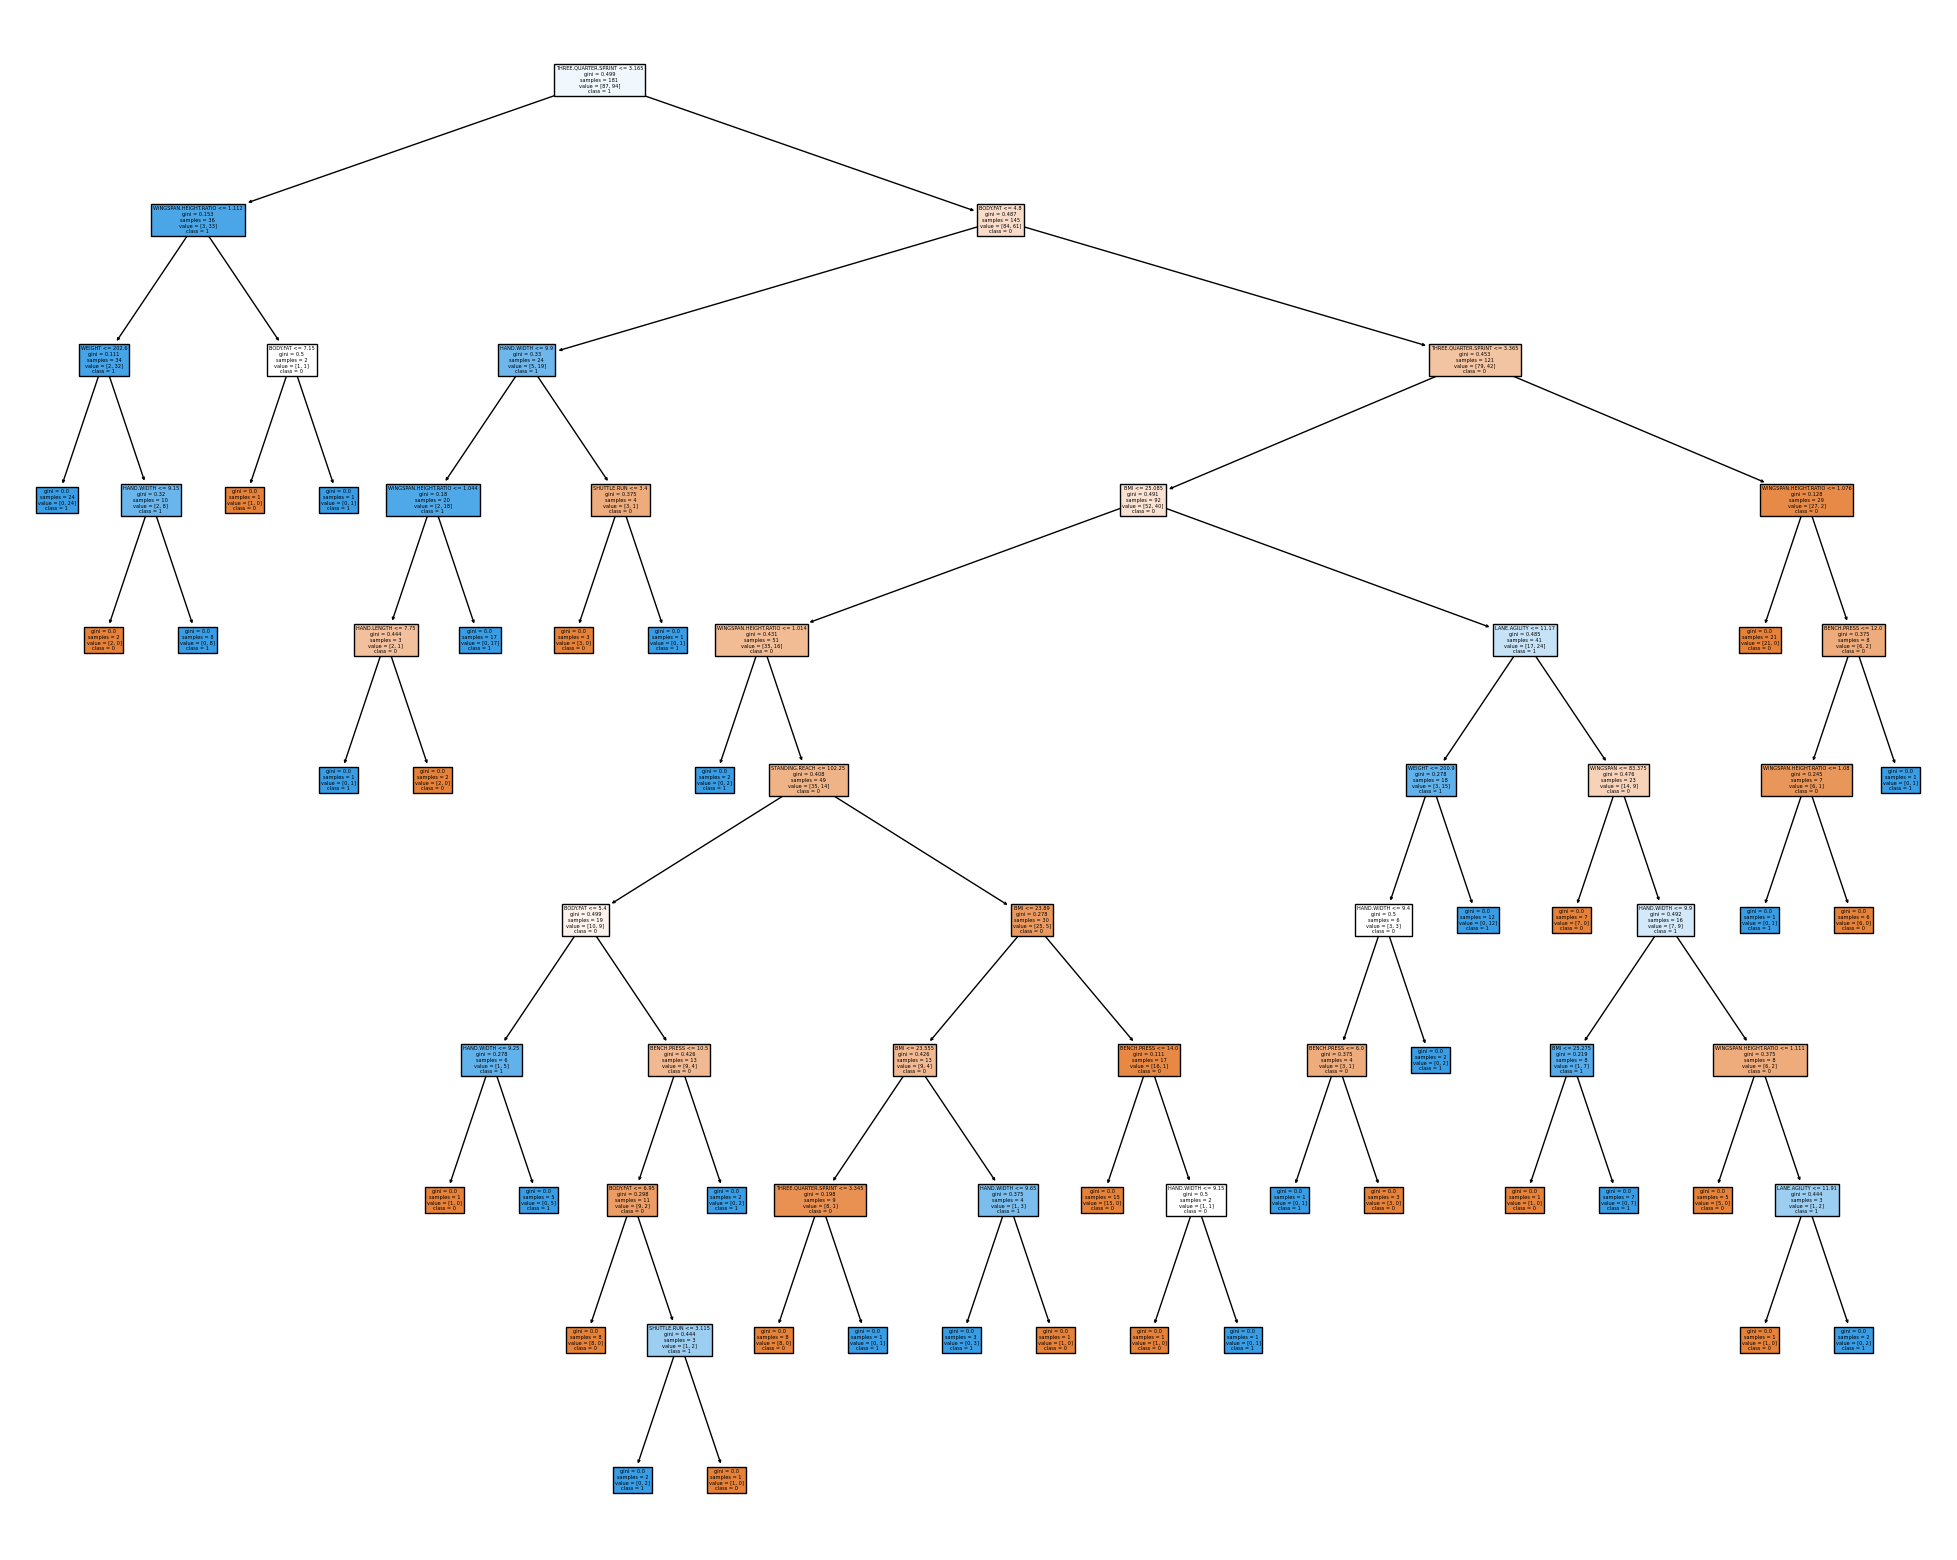 THREE.QUARTER.SPRINT <= 3.165
gini = 0.499
samples = 181
value = [87, 94]
class = 1
WINGSPAN.HEIGHT.RATIO <= 1.112
gini = 0.153
samples = 36
value = [3, 33]
class = 1
BODY.FAT <= 4.8
gini = 0.487
samples = 145
value = [84, 61]
class = 0
WEIGHT <= 202.6
gini = 0.111
samples = 34
value = [2, 32]
class = 1
BODY.FAT <= 7.15
gini = 0.5
samples = 2
value = [1, 1]
class = 0
HAND.WIDTH <= 9.9
gini = 0.33
samples = 24
value = [5, 19]
class = 1
THREE.QUARTER.SPRINT <= 3.365
gini = 0.453
samples = 121
value = [79, 42]
class = 0
gini = 0.0
samples = 24
value = [0, 24]
class = 1
HAND.WIDTH <= 9.15
gini = 0.32
samples = 10
value = [2, 8]
class = 1
gini = 0.0
samples = 1
value = [1, 0]
class = 0
gini = 0.0
samples = 1
value = [0, 1]
class = 1
WINGSPAN.HEIGHT.RATIO <= 1.044
gini = 0.18
samples = 20
value = [2, 18]
class = 1
SHUTTLE.RUN <= 3.4
gini = 0.375
samples = 4
value = [3, 1]
class = 0
BMI <= 25.085
gini = 0.491
samples = 92
value = [52, 40]
class = 0
WINGSPAN.HEIGHT.RATIO <= 1.076
gini = 0.128
samples = 29
value = [27, 2]
class = 0
gini = 0.0
samples = 2
value = [2, 0]
class = 0
gini = 0.0
samples = 8
value = [0, 8]
class = 1
HAND.LENGTH <= 7.75
gini = 0.444
samples = 3
value = [2, 1]
class = 0
gini = 0.0
samples = 17
value = [0, 17]
class = 1
gini = 0.0
samples = 3
value = [3, 0]
class = 0
gini = 0.0
samples = 1
value = [0, 1]
class = 1
WINGSPAN.HEIGHT.RATIO <= 1.014
gini = 0.431
samples = 51
value = [35, 16]
class = 0
LANE.AGILITY <= 11.17
gini = 0.485
samples = 41
value = [17, 24]
class = 1
gini = 0.0
samples = 21
value = [21, 0]
class = 0
BENCH.PRESS <= 12.0
gini = 0.375
samples = 8
value = [6, 2]
class = 0
gini = 0.0
samples = 1
value = [0, 1]
class = 1
gini = 0.0
samples = 2
value = [2, 0]
class = 0
gini = 0.0
samples = 2
value = [0, 2]
class = 1
STANDING.REACH <= 102.25
gini = 0.408
samples = 49
value = [35, 14]
class = 0
WEIGHT <= 200.9
gini = 0.278
samples = 18
value = [3, 15]
class = 1
WINGSPAN <= 83.375
gini = 0.476
samples = 23
value = [14, 9]
class = 0
WINGSPAN.HEIGHT.RATIO <= 1.08
gini = 0.245
samples = 7
value = [6, 1]
class = 0
gini = 0.0
samples = 1
value = [0, 1]
class = 1
BODY.FAT <= 5.4
gini = 0.499
samples = 19
value = [10, 9]
class = 0
BMI <= 23.89
gini = 0.278
samples = 30
value = [25, 5]
class = 0
HAND.WIDTH <= 9.4
gini = 0.5
samples = 6
value = [3, 3]
class = 0
gini = 0.0
samples = 12
value = [0, 12]
class = 1
gini = 0.0
samples = 7
value = [7, 0]
class = 0
HAND.WIDTH <= 9.9
gini = 0.492
samples = 16
value = [7, 9]
class = 1
gini = 0.0
samples = 1
value = [0, 1]
class = 1
gini = 0.0
samples = 6
value = [6, 0]
class = 0
HAND.WIDTH <= 9.25
gini = 0.278
samples = 6
value = [1, 5]
class = 1
BENCH.PRESS <= 10.5
gini = 0.426
samples = 13
value = [9, 4]
class = 0
BMI <= 23.555
gini = 0.426
samples = 13
value = [9, 4]
class = 0
BENCH.PRESS <= 14.0
gini = 0.111
samples = 17
value = [16, 1]
class = 0
BENCH.PRESS <= 6.0
gini = 0.375
samples = 4
value = [3, 1]
class = 0
gini = 0.0
samples = 2
value = [0, 2]
class = 1
BMI <= 25.275
gini = 0.219
samples = 8
value = [1, 7]
class = 1
WINGSPAN.HEIGHT.RATIO <= 1.111
gini = 0.375
samples = 8
value = [6, 2]
class = 0
gini = 0.0
samples = 1
value = [1, 0]
class = 0
gini = 0.0
samples = 5
value = [0, 5]
class = 1
BODY.FAT <= 6.95
gini = 0.298
samples = 11
value = [9, 2]
class = 0
gini = 0.0
samples = 2
value = [0, 2]
class = 1
THREE.QUARTER.SPRINT <= 3.345
gini = 0.198
samples = 9
value = [8, 1]
class = 0
HAND.WIDTH <= 9.65
gini = 0.375
samples = 4
value = [1, 3]
class = 1
gini = 0.0
samples = 15
value = [15, 0]
class = 0
HAND.WIDTH <= 9.15
gini = 0.5
samples = 2
value = [1, 1]
class = 0
gini = 0.0
samples = 1
value = [0, 1]
class = 1
gini = 0.0
samples = 3
value = [3, 0]
class = 0
gini = 0.0
samples = 1
value = [1, 0]
class = 0
gini = 0.0
samples = 7
value = [0, 7]
class = 1
gini = 0.0
samples = 5
value = [5, 0]
class = 0
LANE.AGILITY <= 11.91
gini = 0.444
samples = 3
value = [1, 2]
class = 1
gini = 0.0
samples = 8
value = [8, 0]
class = 0
SHUTTLE.RUN <= 3.115
gini = 0.444
samples = 3
value = [1, 2]
class = 1
gini = 0.0
samples = 8
value = [8, 0]
class = 0
gini = 0.0
samples = 1
value = [0, 1]
class = 1
gini = 0.0
samples = 3
value = [0, 3]
class = 1
gini = 0.0
samples = 1
value = [1, 0]
class = 0
gini = 0.0
samples = 1
value = [1, 0]
class = 0
gini = 0.0
samples = 1
value = [0, 1]
class = 1
gini = 0.0
samples = 1
value = [1, 0]
class = 0
gini = 0.0
samples = 2
value = [0, 2]
class = 1
gini = 0.0
samples = 2
value = [0, 2]
class = 1
gini = 0.0
samples = 1
value = [1, 0]
class = 0